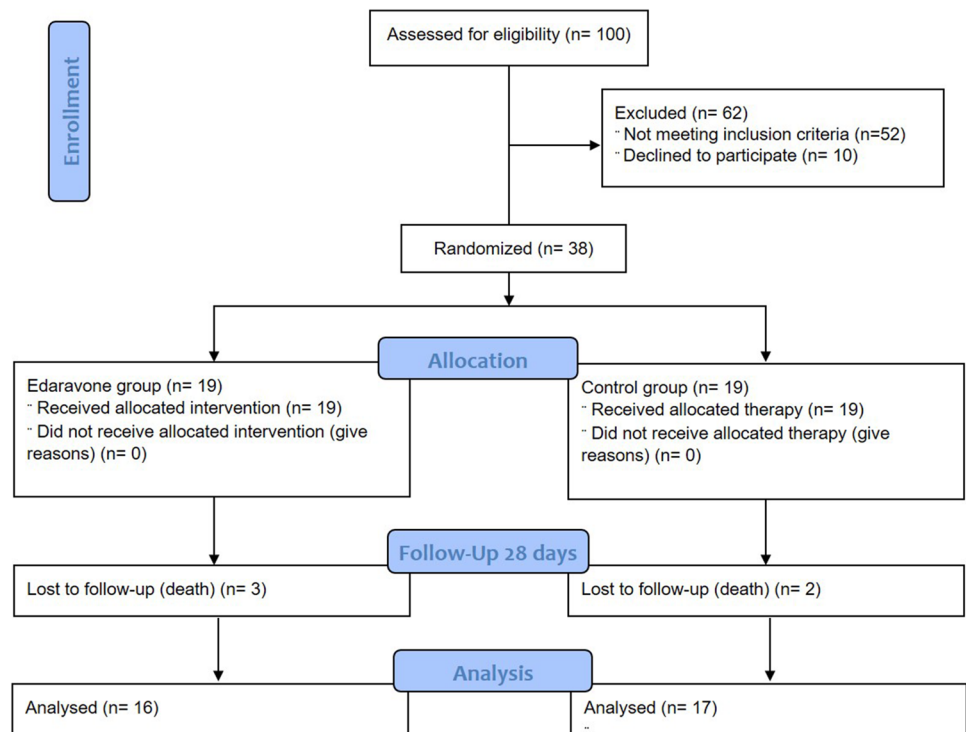 Assessed for eligibility (n= 100)
Enrollment
Excluded (n= 62)
¨ Not meeting inclusion criteria (n=52)
¨ Declined to participate (n= 10)
Randomized (n= 38)
Allocation
Edaravone group (n= 19)
¨ Received allocated intervention (n= 19)
¨ Did not receive allocated intervention (give
reasons) (n= 0)
Control group (n= 19)
¨ Received allocated therapy (n= 19)
¨ Did not receive allocated therapy (give
reasons) (n= 0)
Follow-Up 28 days
Lost to follow-up (death) (n= 3)
Lost to follow-up (death) (n= 2)
Analysis
Analysed (n= 16)
Analysed (n= 17)
¨